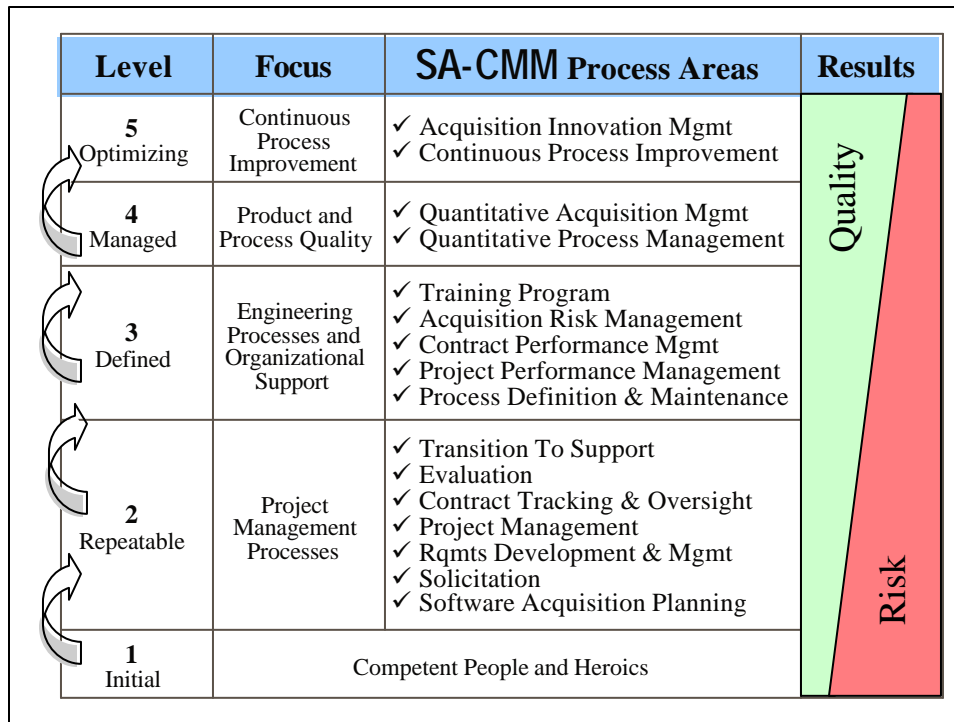 Level
Focus
SA-CMM Process Areas
Results
5
Optimizing
Continuous
Process
Improvement
✓ Acquisition Innovation Mgmt
✓ Continuous Process Improvement
4
Managed
Product and
Process Quality
✓ Quantitative Acquisition Mgmt
✓ Quantitative Process Management
3
Defined
Engineering
Processes and
Organizational
Support
✓ Training Program
✓ Acquisition Risk Management
✓ Contract Performance Mgmt
✓ Project Performance Management
✓ Process Definition & Maintenance
2
Repeatable
Project
Management
Processes
✓ Transition To Support
✓ Evaluation
✓ Contract Tracking & Oversight
✓ Project Management
✓ Rqmts Development & Mgmt
✓ Solicitation
✓ Software Acquisition Planning
1
Initial
Competent People and Heroics
Quality
Risk